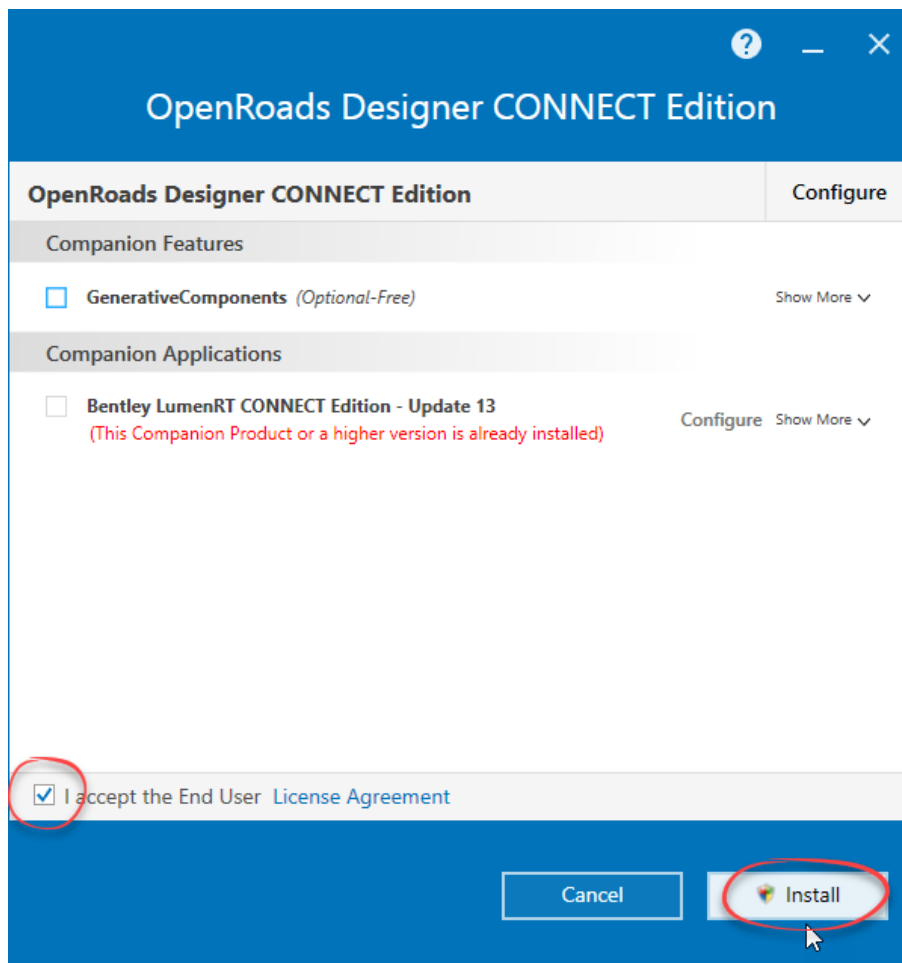 OpenRoads Designer CONNECT Edition
OpenRoads Designer CONNECT Edition Configure
Companion Features
GenerativeComponents (Optional-Free) Show More
Companion Applications
Bentley LumenRT CONNECT Edition - Update 13
(This Companion Product or a higher version is already installed) Configure Show More
I accept the End User License Agreement
Cancel Install